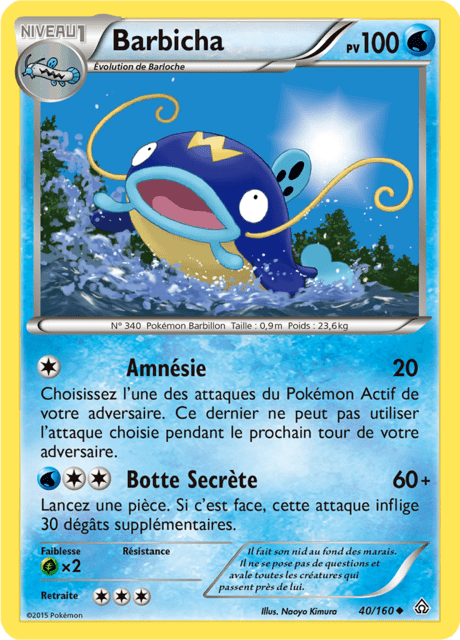 NIVEAU 1
Barbicha
PV 100
Évolution de Barloche
N° 340 Pokémon Barbillon Taille : 0,9m Poids : 23,6kg
Amnésie 20
Choisissez l'une des attaques du Pokémon Actif de
votre adversaire. Ce dernier ne peut pas utiliser
l'attaque choisie pendant le prochain tour de votre
adversaire.
Botte Secrète 60+
Lancez une pièce. Si c'est face, cette attaque inflige
30 dégâts supplémentaires.
Faiblesse Résistance
×2
Retraite
Il fait son nid au fond des marais.
Il ne se pose pas de questions et
avale toutes les créatures qui
passent près de lui.
Illus. Naoyo Kimura 40/160
©2015 Pokémon